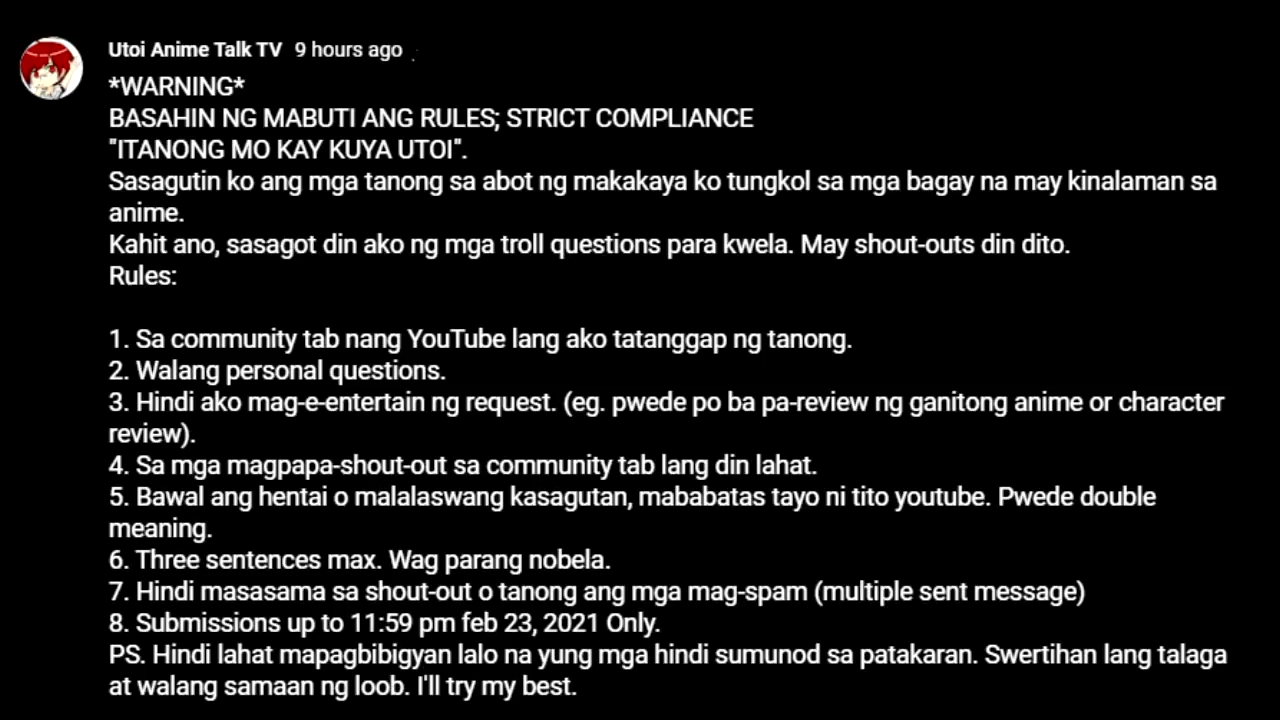 Utoi Anime Talk TV 9 hours ago
*WARNING*
BASAHIN NG MABUTI ANG RULES; STRICT COMPLIANCE
"ITANONG MO KAY KUYA UTOI".
Sasagutin ko ang mga tanong sa abot ng makakaya ko tungkol sa mga bagay na may kinalaman sa
anime.
Kahit ano, sasagot din ako ng mga troll questions para kwela. May shout-outs din dito.
Rules:
1. Sa community tab nang YouTube lang ako tatanggap ng tanong.
2. Walang personal questions.
3. Hindi ako mag-e-entertain ng request. (eg. pwede po ba pa-review ng ganitong anime or character
review).
4. Sa mga magpapa-shout-out sa community tab lang din lahat.
5. Bawal ang hentai o malalaswang kasagutan, mababatas tayo ni tito youtube. Pwede double
meaning.
6. Three sentences max. Wag parang nobela.
7. Hindi masasama sa shout-out o tanong ang mga mag-spam (multiple sent message)
8. Submissions up to 11:59 pm feb 23, 2021 Only.
PS. Hindi lahat mapagbibigyan lalo na yung mga hindi sumunod sa patakaran. Swertihan lang talaga
at walang samaan ng loob. I'll try my best.